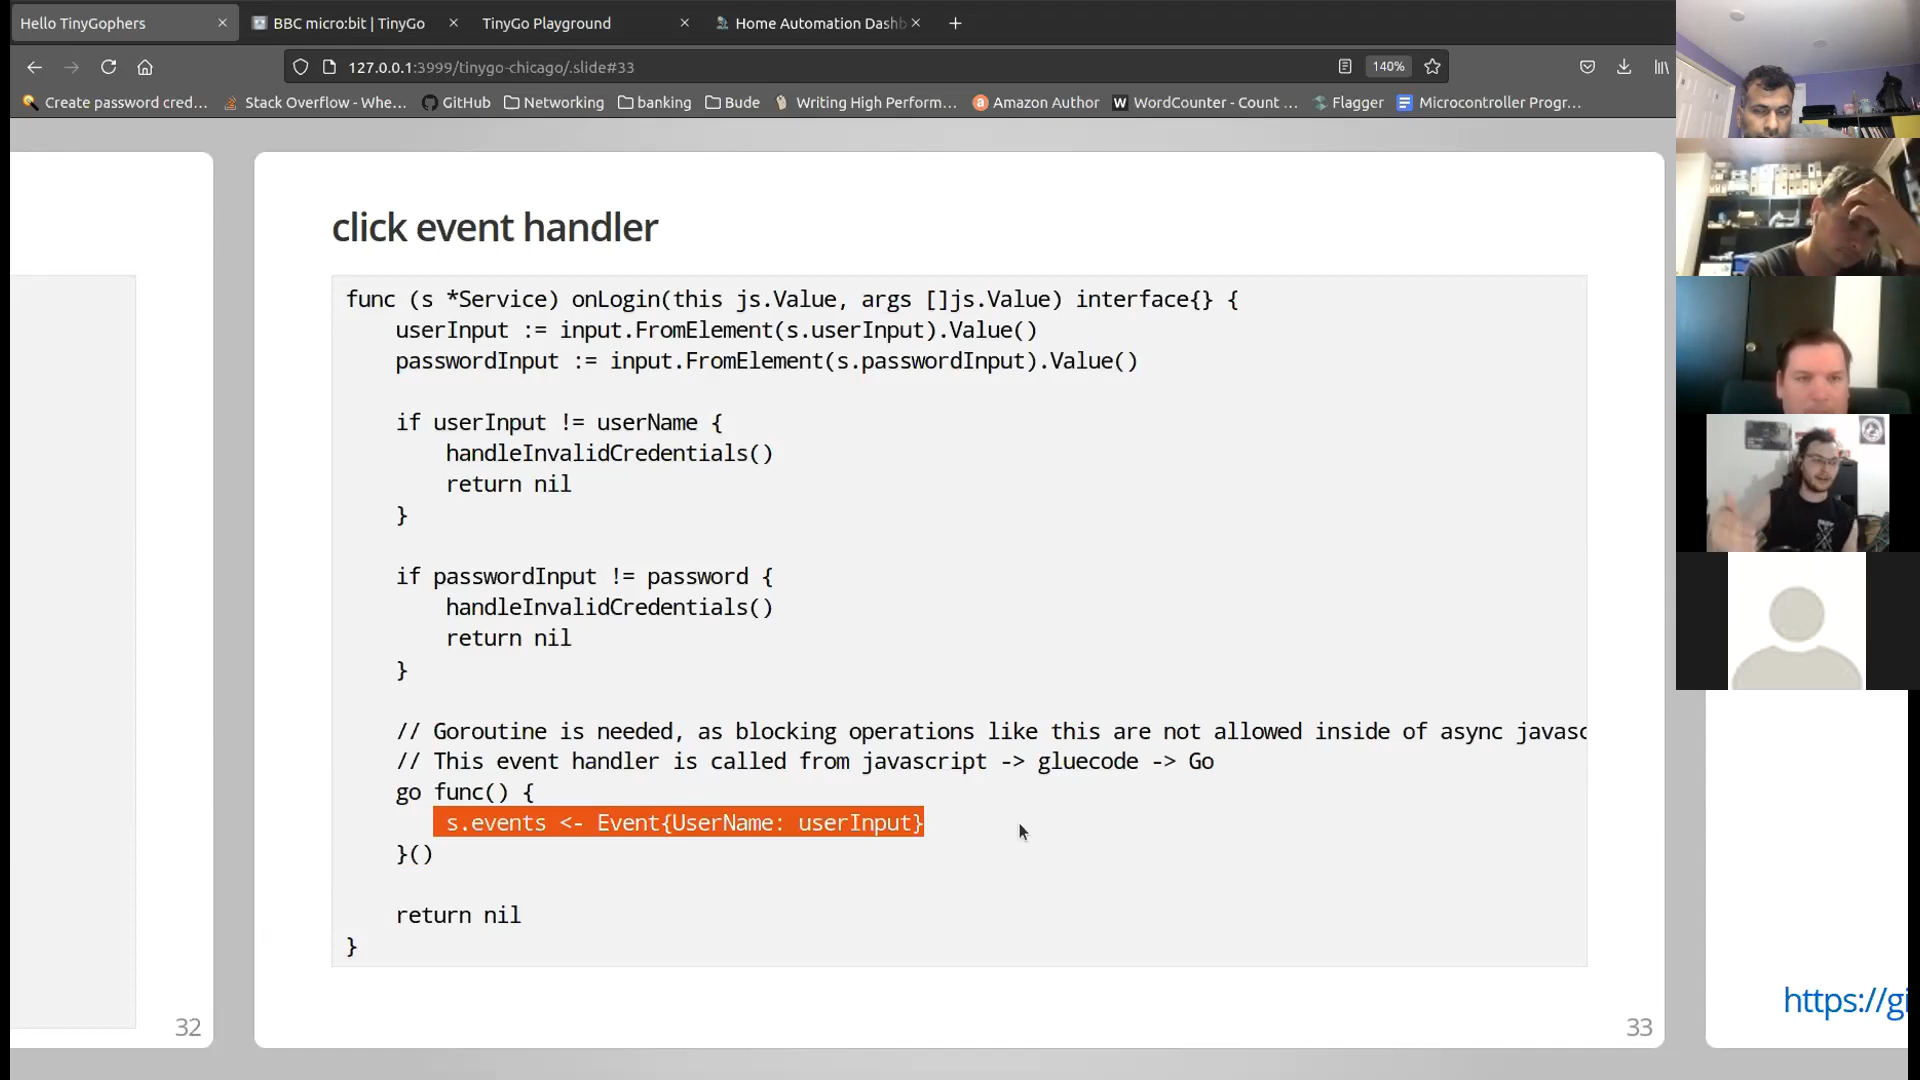 Hello TinyGophers
BBC micro:bit | TinyGo
TinyGo Playground
Home Automation Dashb
127.0.0.1:3999/tinygo-chicago/.slide#33
140%
Create password cred...
Stack Overflow - Whe...
GitHub
Networking
banking
Bude
Writing High Perform...
Amazon Author
WordCounter - Count ...
Flagger
Microcontroller Progr...
click event handler
func (s *Service) onLogin(this js.Value, args []js.Value) interface{} {
userInput := input.FromElement(s.userInput).Value()
passwordInput := input.FromElement(s.passwordInput).Value()
if userInput != userName {
handleInvalidCredentials()
return nil
}
if passwordInput != password {
handleInvalidCredentials()
return nil
}
// Goroutine is needed, as blocking operations like this are not allowed inside of async javasc
// This event handler is called from javascript -> gluecode -> Go
go func() {
s.events <- Event{UserName: userInput}
}()
return nil
}
32
33
https://gi